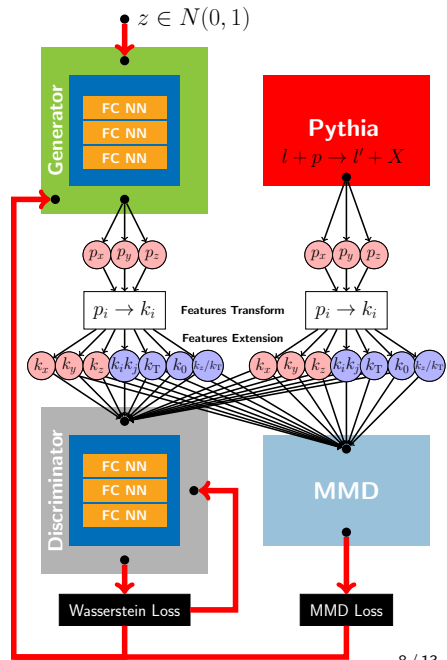 z ∈ N(0, 1)
Generator
FC NN
FC NN
FC NN
Pythia
l + p → l′ + X
p_x p_y p_z
p_x p_y p_z
p_i → k_i
Features Transform
p_i → k_i
Features Extension
k_x k_y k_z k_ik_j k_T k_0 k_z/k_T
k_x k_y k_z k_ik_j k_T k_0 k_z/k_T
Discriminator
FC NN
FC NN
FC NN
MMD
Wasserstein Loss
MMD Loss